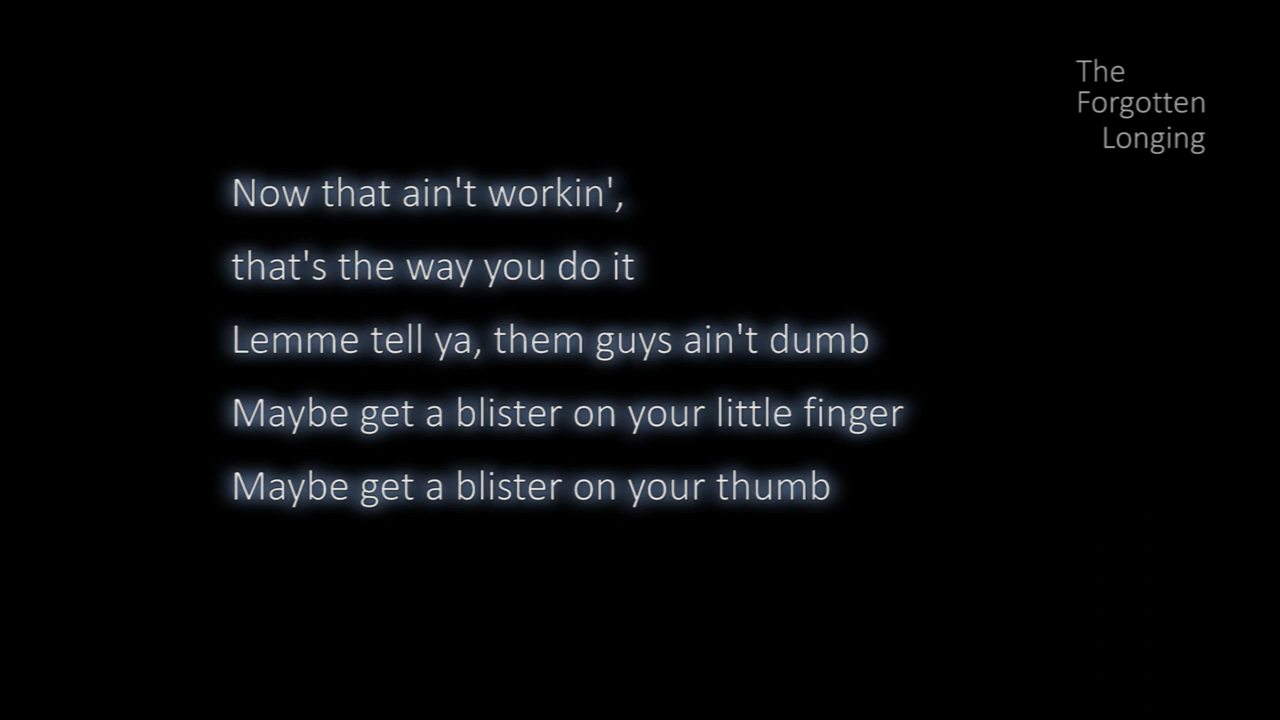 The
Forgotten
Longing
Now that ain't workin',
that's the way you do it
Lemme tell ya, them guys ain't dumb
Maybe get a blister on your little finger
Maybe get a blister on your thumb